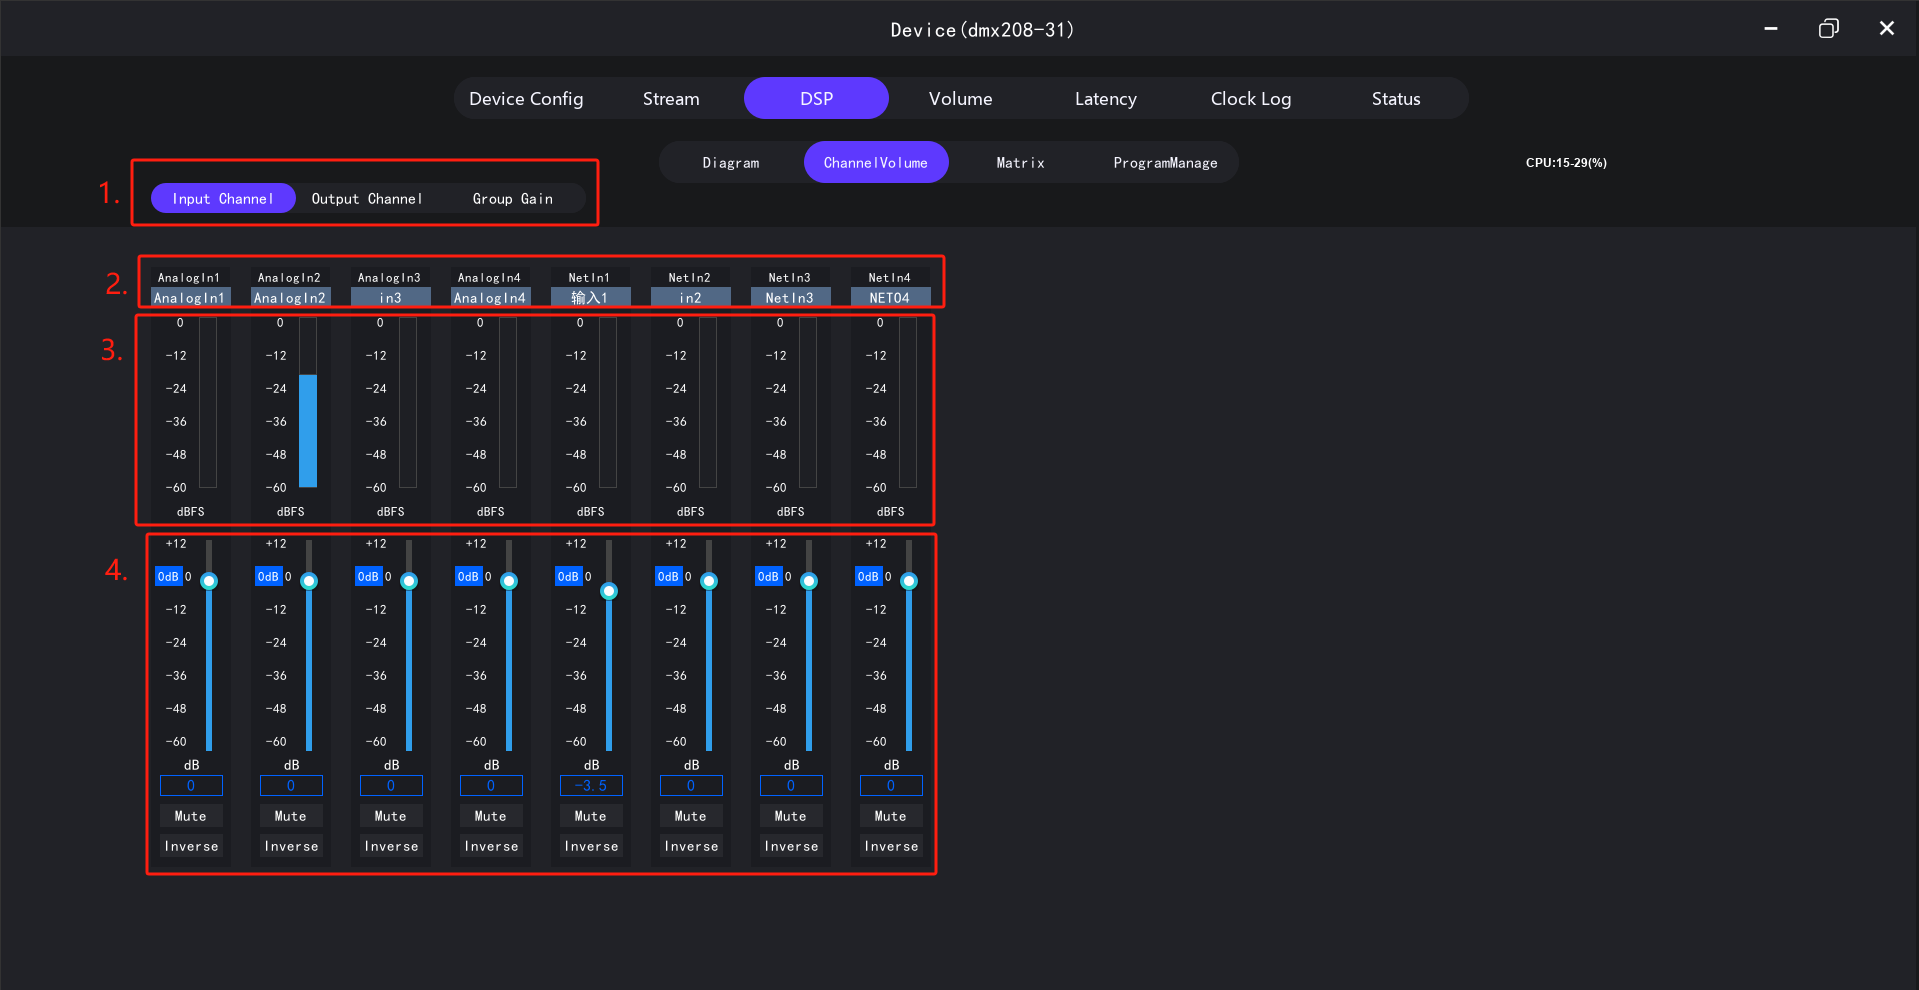 Device(dmx208-31)
Device Config Stream DSP Volume Latency Clock Log Status
Diagram ChannelVolume Matrix ProgramManage
CPU:15-29(%)
1. Input Channel Output Channel Group Gain
2. AnalogIn1 AnalogIn2 AnalogIn3 AnalogIn4 NetIn1 NetIn2 NetIn3 NetIn4
AnalogIn1 AnalogIn2 in3 AnalogIn4 输入1 in2 NetIn3 NETO4
3. 0 0 0 0 0 0 0 0
-12 -12 -12 -12 -12 -12 -12 -12
-24 -24 -24 -24 -24 -24 -24 -24
-36 -36 -36 -36 -36 -36 -36 -36
-48 -48 -48 -48 -48 -48 -48 -48
-60 -60 -60 -60 -60 -60 -60 -60
dBFS dBFS dBFS dBFS dBFS dBFS dBFS dBFS
4. +12 +12 +12 +12 +12 +12 +12 +12
0dB 0 0dB 0 0dB 0 0dB 0 0dB 0 0dB 0 0dB 0 0dB 0
-12 -12 -12 -12 -12 -12 -12 -12
-24 -24 -24 -24 -24 -24 -24 -24
-36 -36 -36 -36 -36 -36 -36 -36
-48 -48 -48 -48 -48 -48 -48 -48
-60 -60 -60 -60 -60 -60 -60 -60
dB dB dB dB dB dB dB dB
0 0 0 0 -3.5 0 0 0
Mute Mute Mute Mute Mute Mute Mute Mute
Inverse Inverse Inverse Inverse Inverse Inverse Inverse Inverse